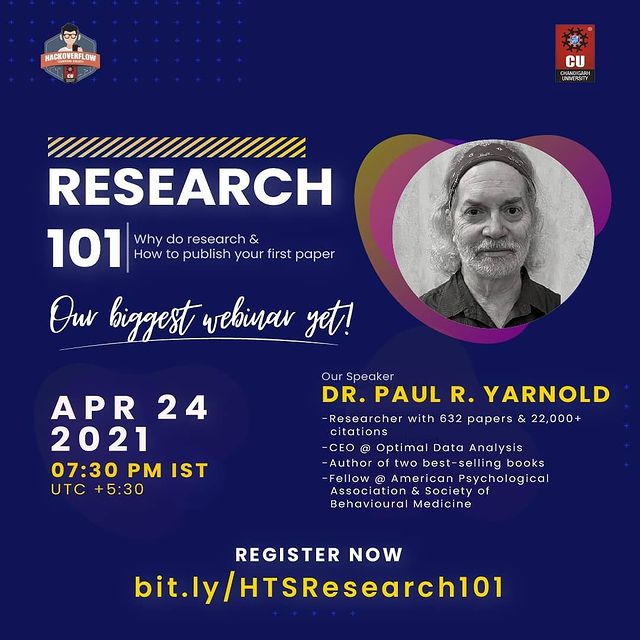 HACKOVERFLOW
CU
CHANDIGARH
UNIVERSITY
RESEARCH
101
Why do research &
How to publish your first paper
Our biggest webinar yet!
Our Speaker
DR. PAUL R. YARNOLD
-Researcher with 632 papers & 22,000+
citations
-CEO @ Optimal Data Analysis
-Author of two best-selling books
-Fellow @ American Psychological
Association & Society of
Behavioural Medicine
APR 24
2021
07:30 PM IST
UTC +5:30
REGISTER NOW
bit.ly/HTSResearch101